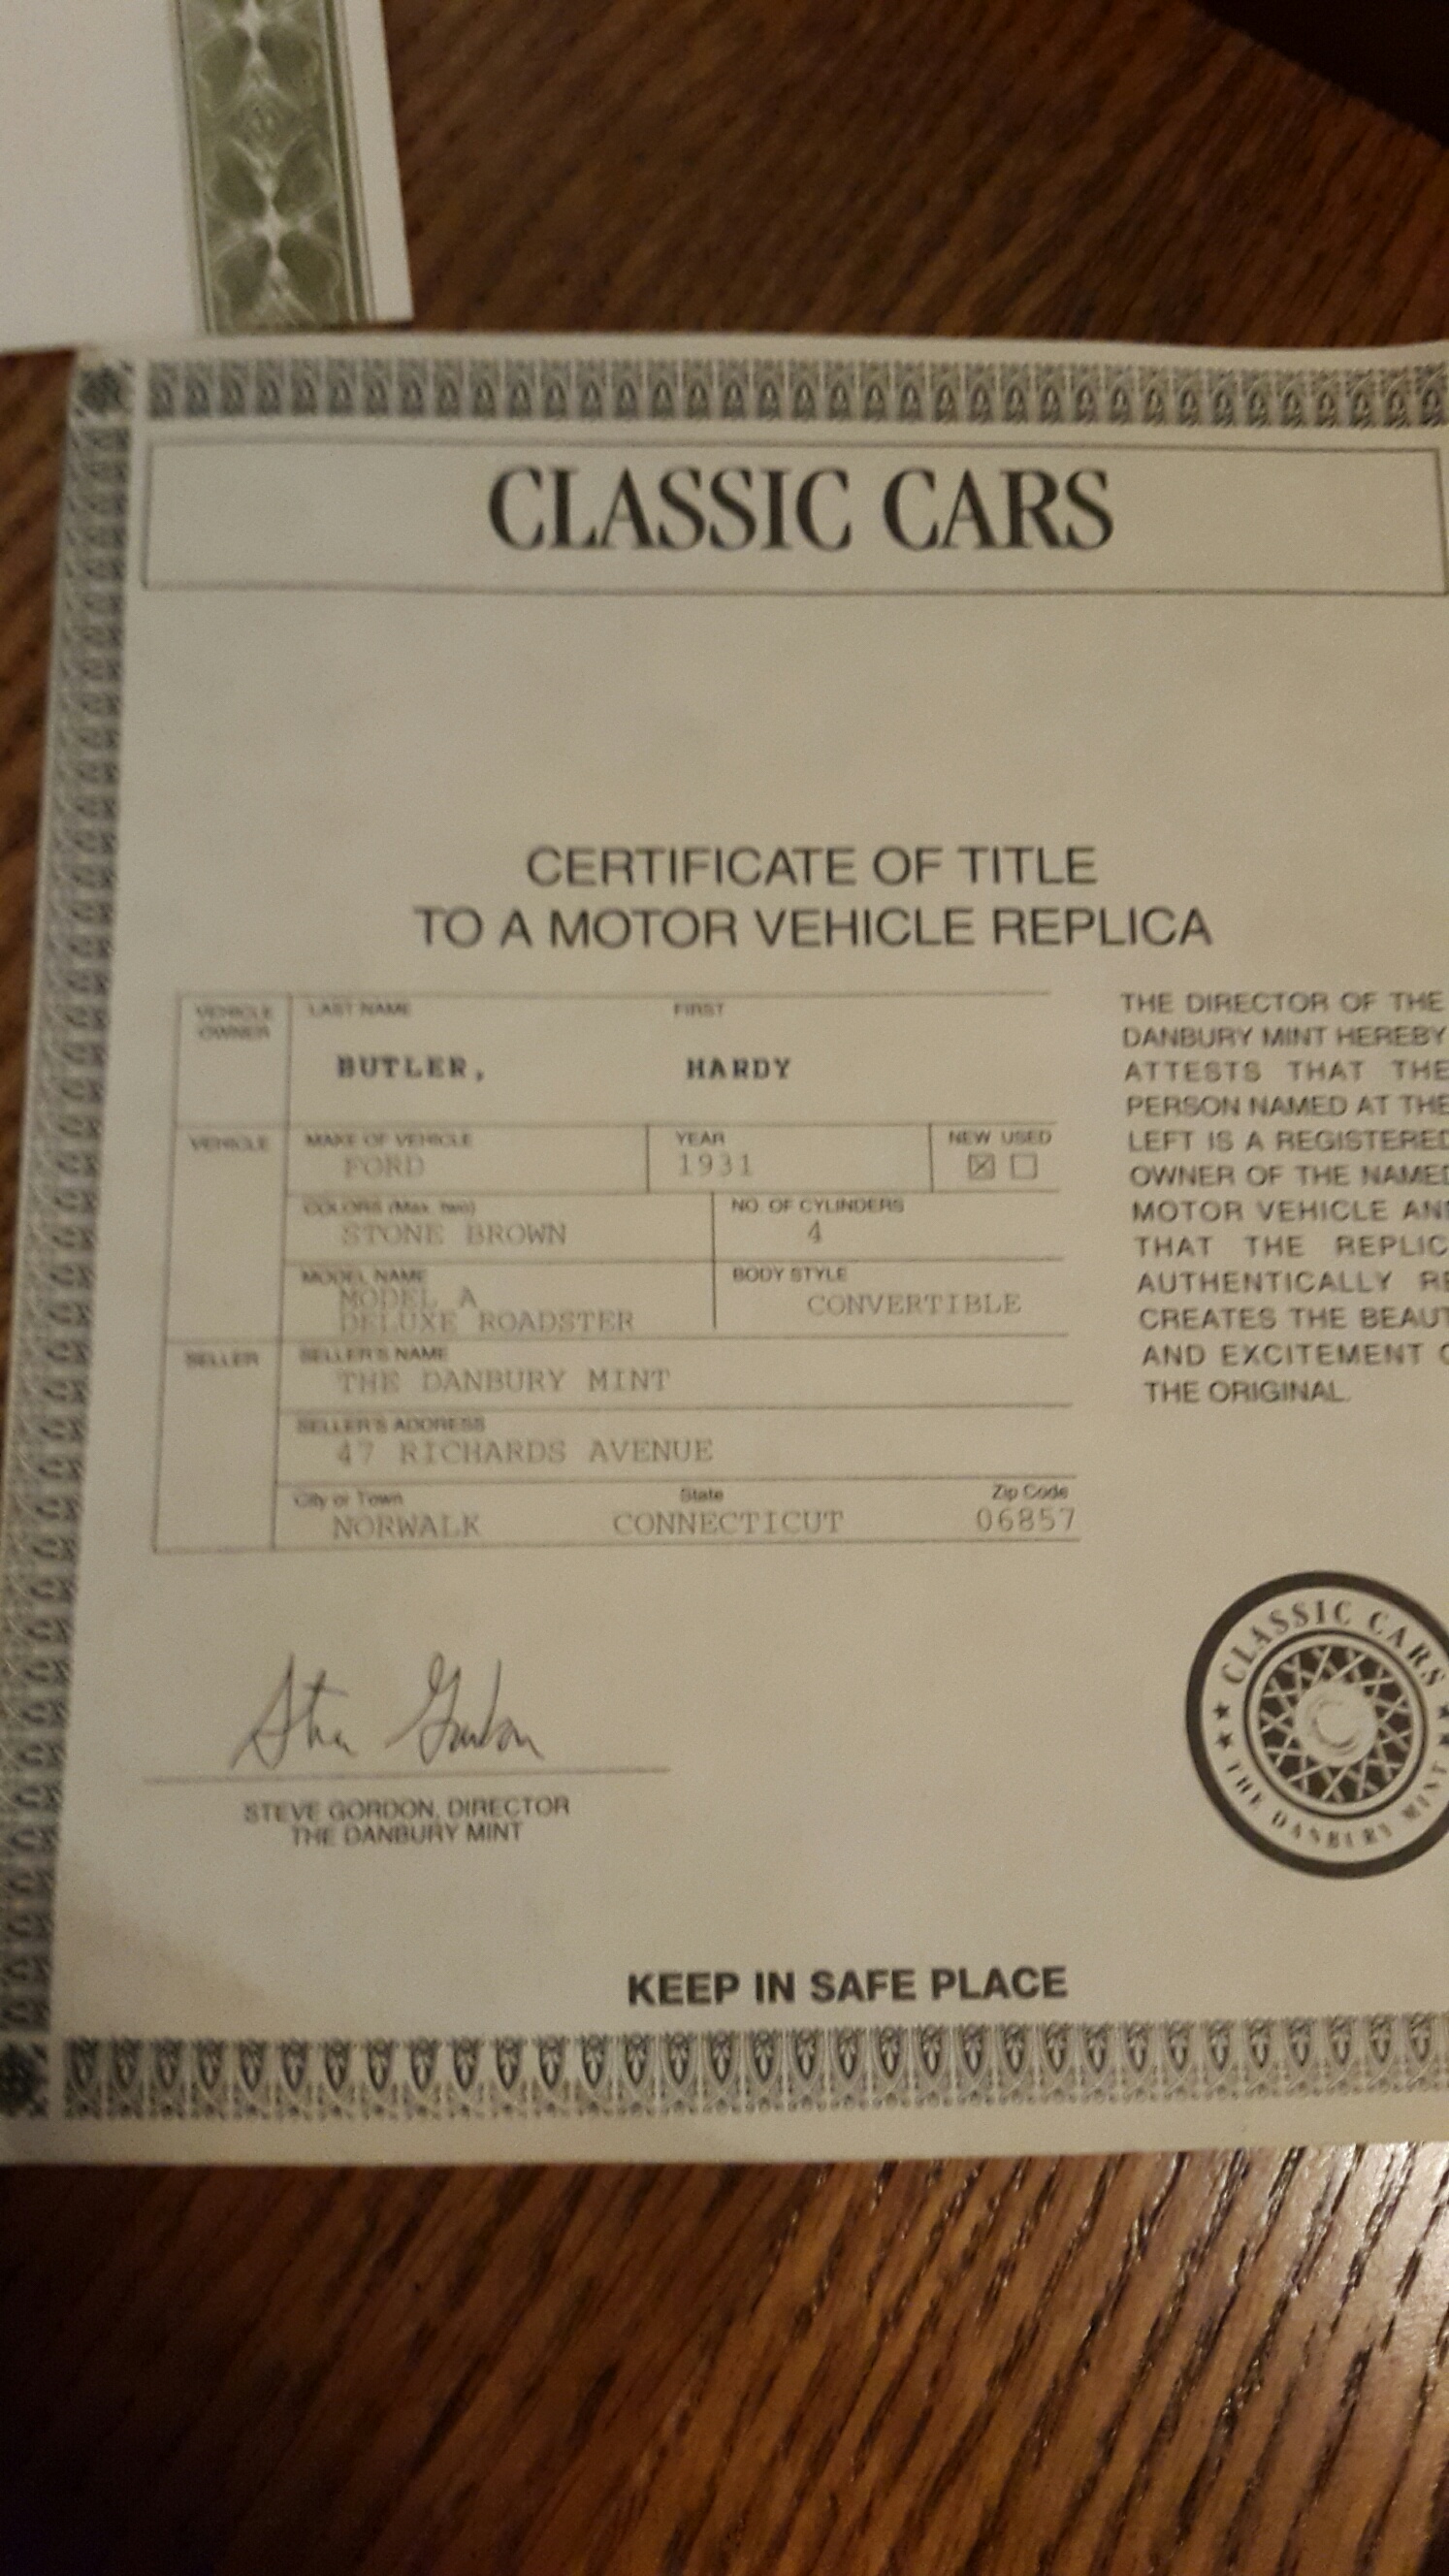 CLASSIC CARS
CERTIFICATE OF TITLE
TO A MOTOR VEHICLE REPLICA
VEHICLE OWNER
LAST NAME FIRST
BUTLER, HARDY
VEHICLE
MAKE OF VEHICLE YEAR NEW USED
FORD 1931 ☒ ☐
COLORS (Max. two) NO. OF CYLINDERS
STONE BROWN 4
MODEL NAME BODY STYLE
MODEL A
DELUXE ROADSTER CONVERTIBLE
SELLER
SELLER'S NAME
THE DANBURY MINT
SELLER'S ADDRESS
47 RICHARDS AVENUE
City or Town State Zip Code
NORWALK CONNECTICUT 06857
THE DIRECTOR OF THE
DANBURY MINT HEREBY
ATTESTS THAT THE
PERSON NAMED AT THE
LEFT IS A REGISTERED
OWNER OF THE NAMED
MOTOR VEHICLE AN
THAT THE REPLIC
AUTHENTICALLY RE
CREATES THE BEAUT
AND EXCITEMENT O
THE ORIGINAL.
Steve Gordon
STEVE GORDON, DIRECTOR
THE DANBURY MINT
CLASSIC CARS
THE DANBURY MINT
KEEP IN SAFE PLACE